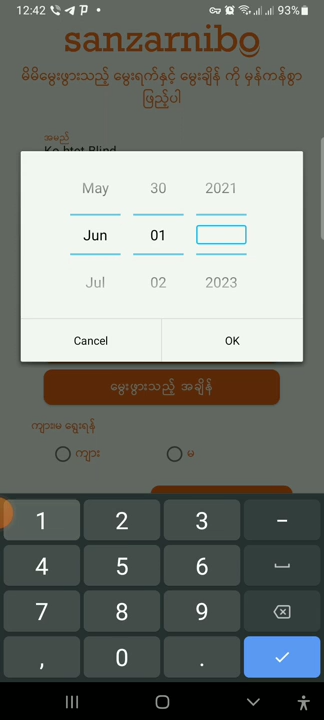 12:42
93%
sanzarnibo
မိမိမွေးဖွားသည့် မွေးရက်နှင့် မွေးချိန် ကို မှန်ကန်စွာ
ဖြည့်ပါ
အမည်
Ko htet Blind
May 30 2021
Jun 01
Jul 02 2023
Cancel OK
မွေးဖွားသည့် အချိန်
ကျား/မ ရွေးရန်
ကျား မ
1 2 3 −
4 5 6
7 8 9
, 0 .